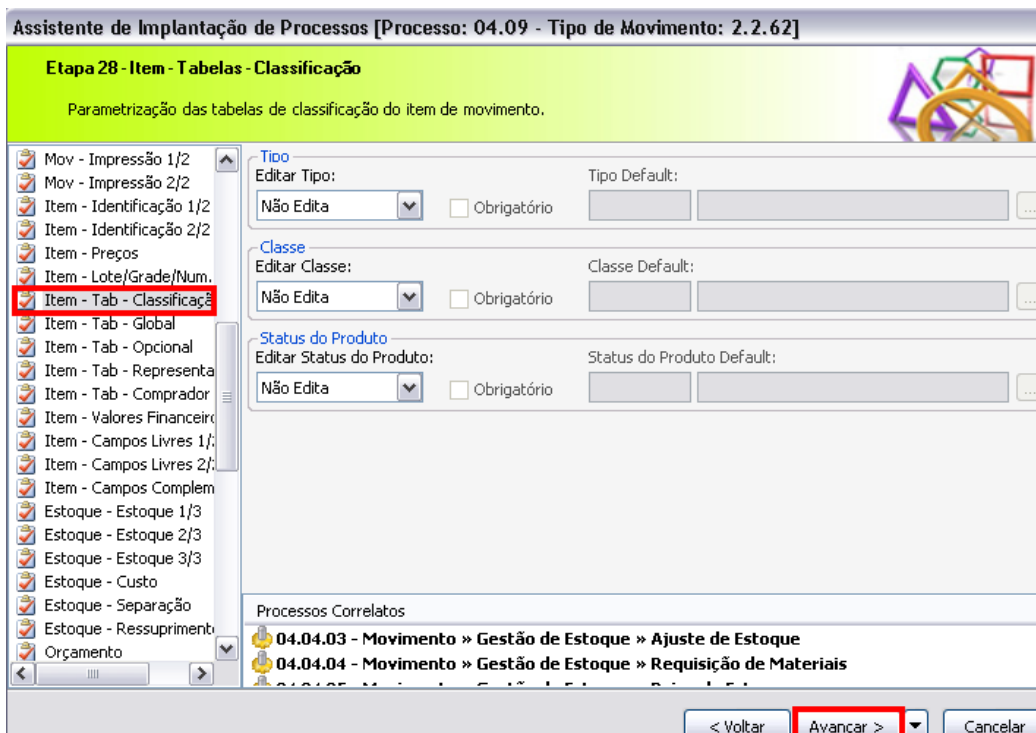 Assistente de Implantação de Processos [Processo: 04.09 - Tipo de Movimento: 2.2.62]
Etapa 28 - Item - Tabelas - Classificação
Parametrização das tabelas de classificação do item de movimento.
Mov - Impressão 1/2
Mov - Impressão 2/2
Item - Identificação 1/2
Item - Identificação 2/2
Item - Preços
Item - Lote/Grade/Num.
Item - Tab - Classificaçã
Item - Tab - Global
Item - Tab - Opcional
Item - Tab - Representa
Item - Tab - Comprador
Item - Valores Financeiro
Item - Campos Livres 1/2
Item - Campos Livres 2/2
Item - Campos Complem
Estoque - Estoque 1/3
Estoque - Estoque 2/3
Estoque - Estoque 3/3
Estoque - Custo
Estoque - Separação
Estoque - Ressupriment
Orçamento
Tipo
Editar Tipo: Tipo Default:
Não Edita Obrigatório ...
Classe
Editar Classe: Classe Default:
Não Edita Obrigatório ...
Status do Produto
Editar Status do Produto: Status do Produto Default:
Não Edita Obrigatório ...
Processos Correlatos
04.04.03 - Movimento » Gestão de Estoque » Ajuste de Estoque
04.04.04 - Movimento » Gestão de Estoque » Requisição de Materiais
< Voltar Avançar > Cancelar